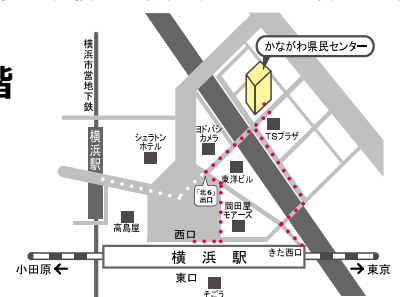 かながわ県民センター
横浜市営地下鉄
階
ヨドバシ
カメラ
TSプラザ
シェラトン
ホテル
横浜駅
東洋ビル
「北6」
出口
岡田屋
モアーズ
高島屋
西口
きた西口
横浜駅
小田原←
→東京
東口
そごう